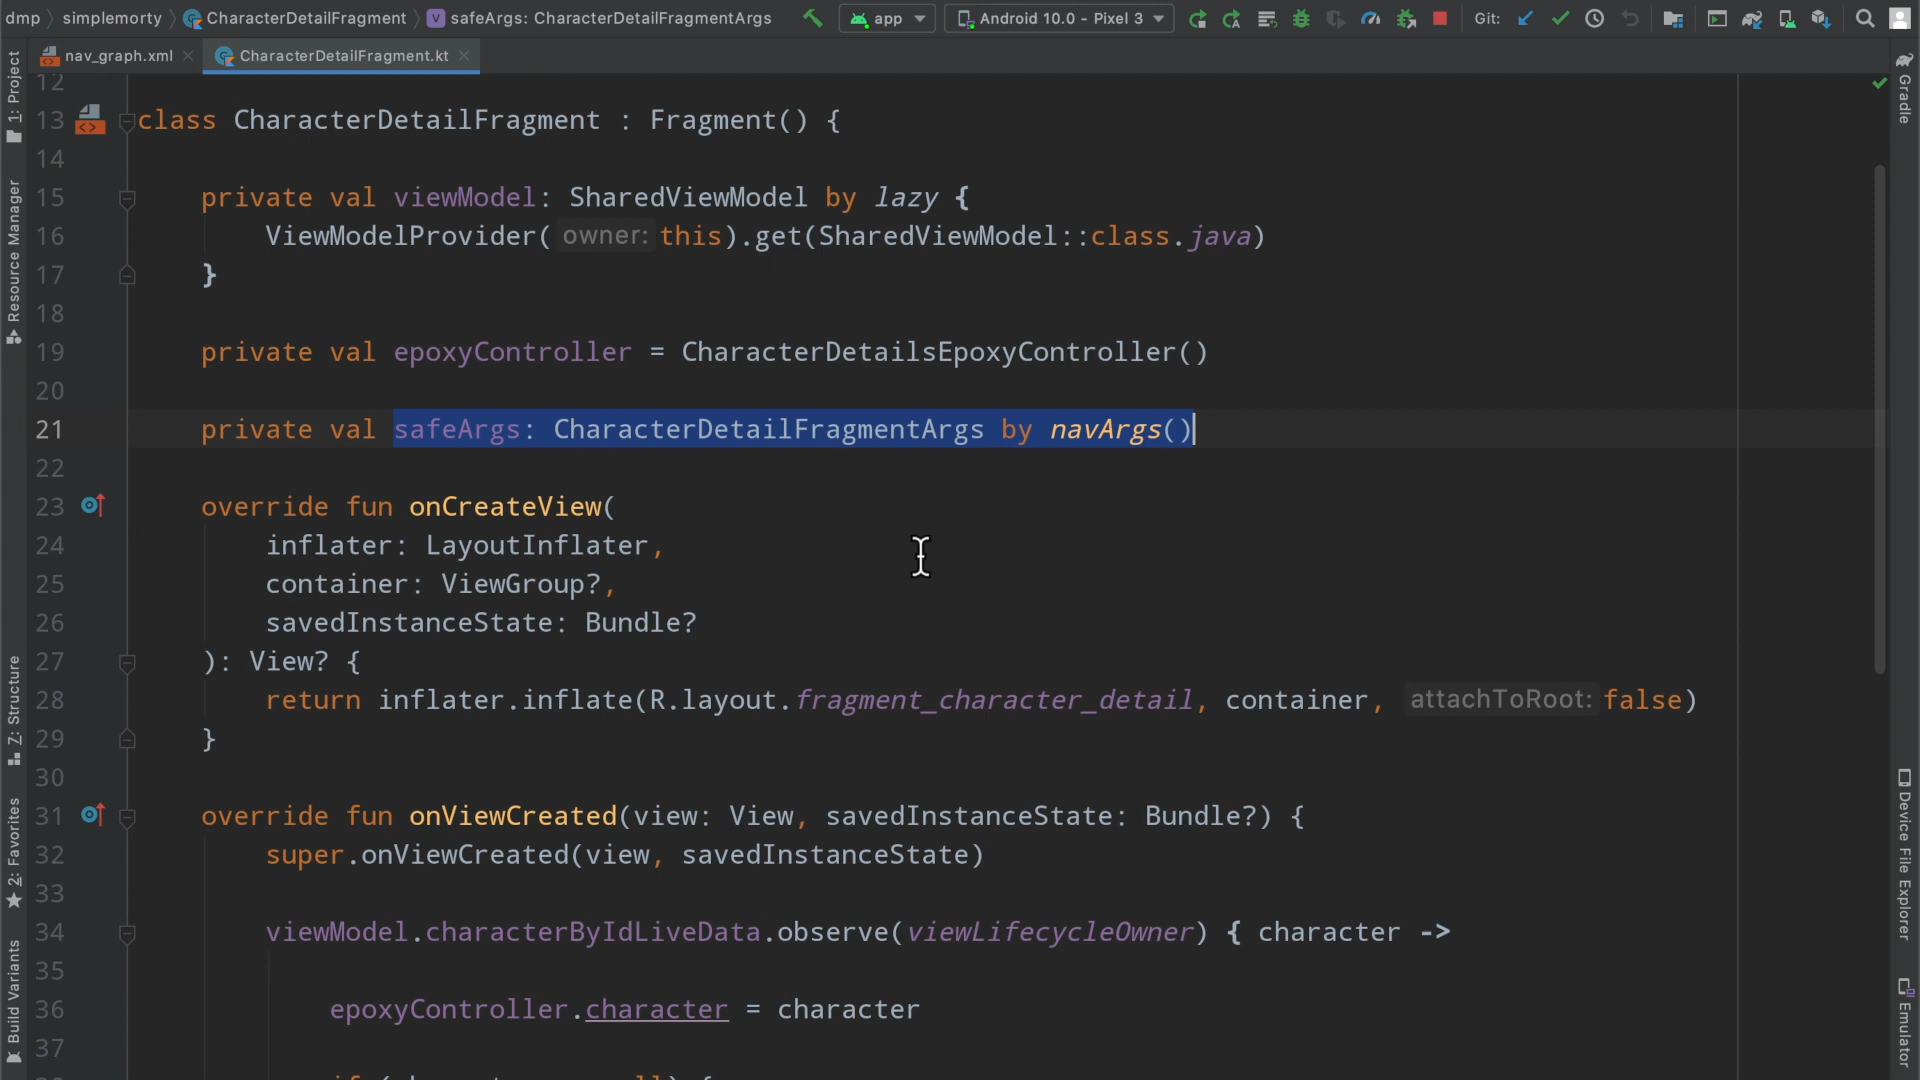 dmp simplemorty CharacterDetailFragment safeArgs: CharacterDetailFragmentArgs app Android 10.0 - Pixel 3 Git:
nav_graph.xml CharacterDetailFragment.kt
1: Project
Resource Manager
Z: Structure
2: Favorites
Build Variants
12
13 class CharacterDetailFragment : Fragment() {
14
15 private val viewModel: SharedViewModel by lazy {
16 ViewModelProvider( owner: this).get(SharedViewModel::class.java)
17 }
18
19 private val epoxyController = CharacterDetailsEpoxyController()
20
21 private val safeArgs: CharacterDetailFragmentArgs by navArgs()
22
23 override fun onCreateView(
24 inflater: LayoutInflater,
25 container: ViewGroup?,
26 savedInstanceState: Bundle?
27 ): View? {
28 return inflater.inflate(R.layout.fragment_character_detail, container, attachToRoot: false)
29 }
30
31 override fun onViewCreated(view: View, savedInstanceState: Bundle?) {
32 super.onViewCreated(view, savedInstanceState)
33
34 viewModel.characterByIdLiveData.observe(viewLifecycleOwner) { character ->
35
36 epoxyController.character = character
37
Gradle
Device File Explorer
Emulator